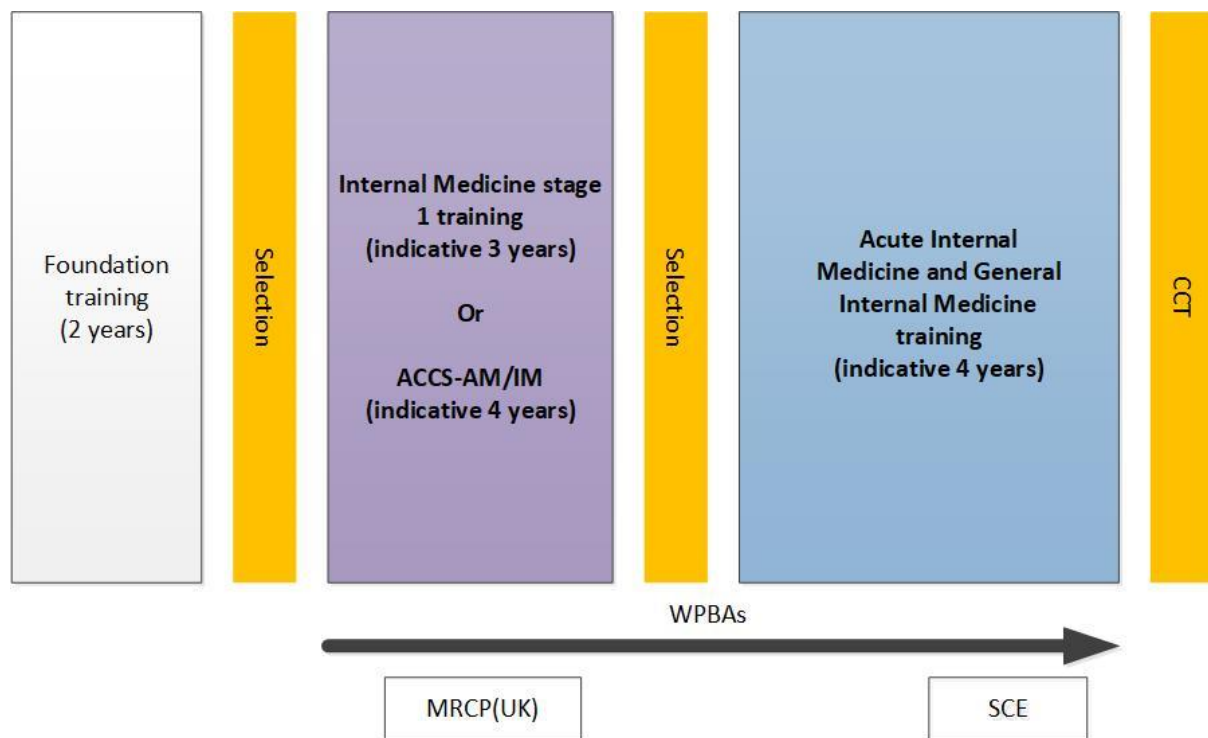 Foundation
training
(2 years)
Selection
Internal Medicine stage
1 training
(indicative 3 years)
Or
ACCS-AM/IM
(indicative 4 years)
Selection
Acute Internal
Medicine and General
Internal Medicine
training
(indicative 4 years)
CCT
WPBAs
MRCP(UK)
SCE